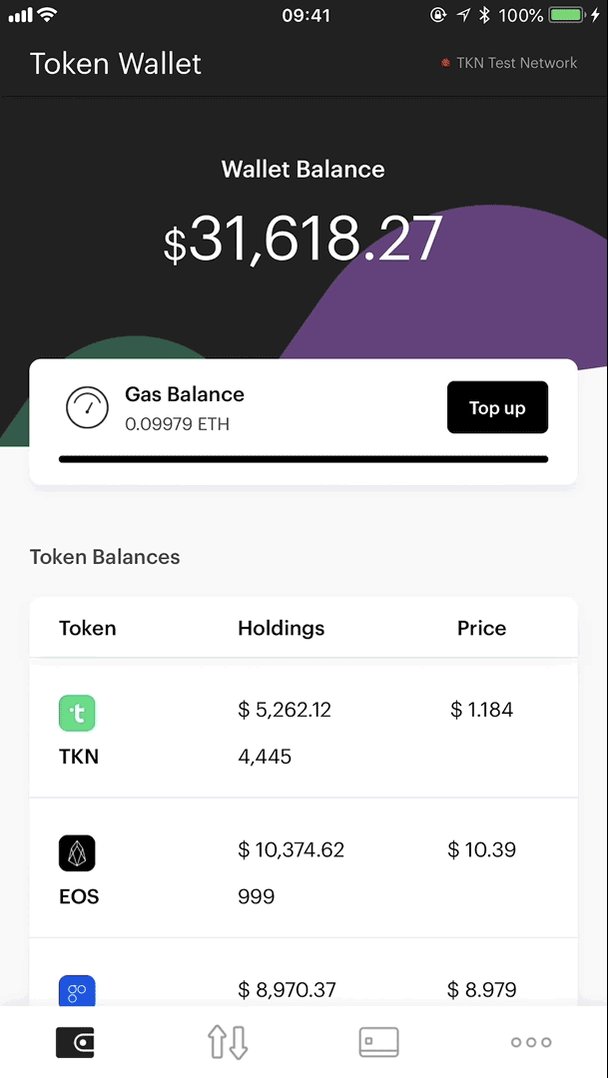 09:41
100%
Token Wallet
TKN Test Network
Wallet Balance
$31,618.27
Gas Balance
0.09979 ETH
Top up
Token Balances
Token Holdings Price
$ 5,262.12 $ 1.184
TKN 4,445
$ 10,374.62 $ 10.39
EOS 999
go $ 8,970.37 $ 8.979